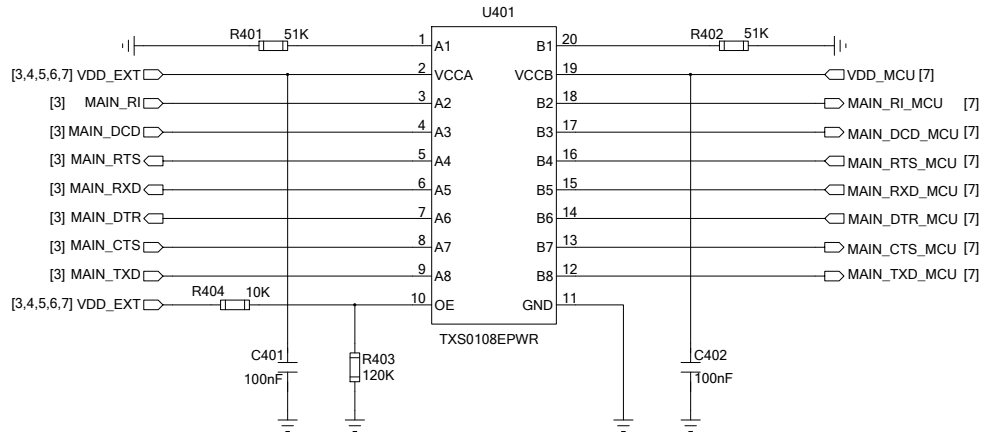 U401
R401 51K 1 A1 B1 20 R402 51K
[3,4,5,6,7] VDD_EXT 2 VCCA VCCB 19 VDD_MCU [7]
[3] MAIN_RI 3 A2 B2 18 MAIN_RI_MCU [7]
[3] MAIN_DCD 4 A3 B3 17 MAIN_DCD_MCU [7]
[3] MAIN_RTS 5 A4 B4 16 MAIN_RTS_MCU [7]
[3] MAIN_RXD 6 A5 B5 15 MAIN_RXD_MCU [7]
[3] MAIN_DTR 7 A6 B6 14 MAIN_DTR_MCU [7]
[3] MAIN_CTS 8 A7 B7 13 MAIN_CTS_MCU [7]
[3] MAIN_TXD 9 A8 B8 12 MAIN_TXD_MCU [7]
[3,4,5,6,7] VDD_EXT R404 10K 10 OE GND 11
TXS0108EPWR
C401 R403 C402
100nF 120K 100nF